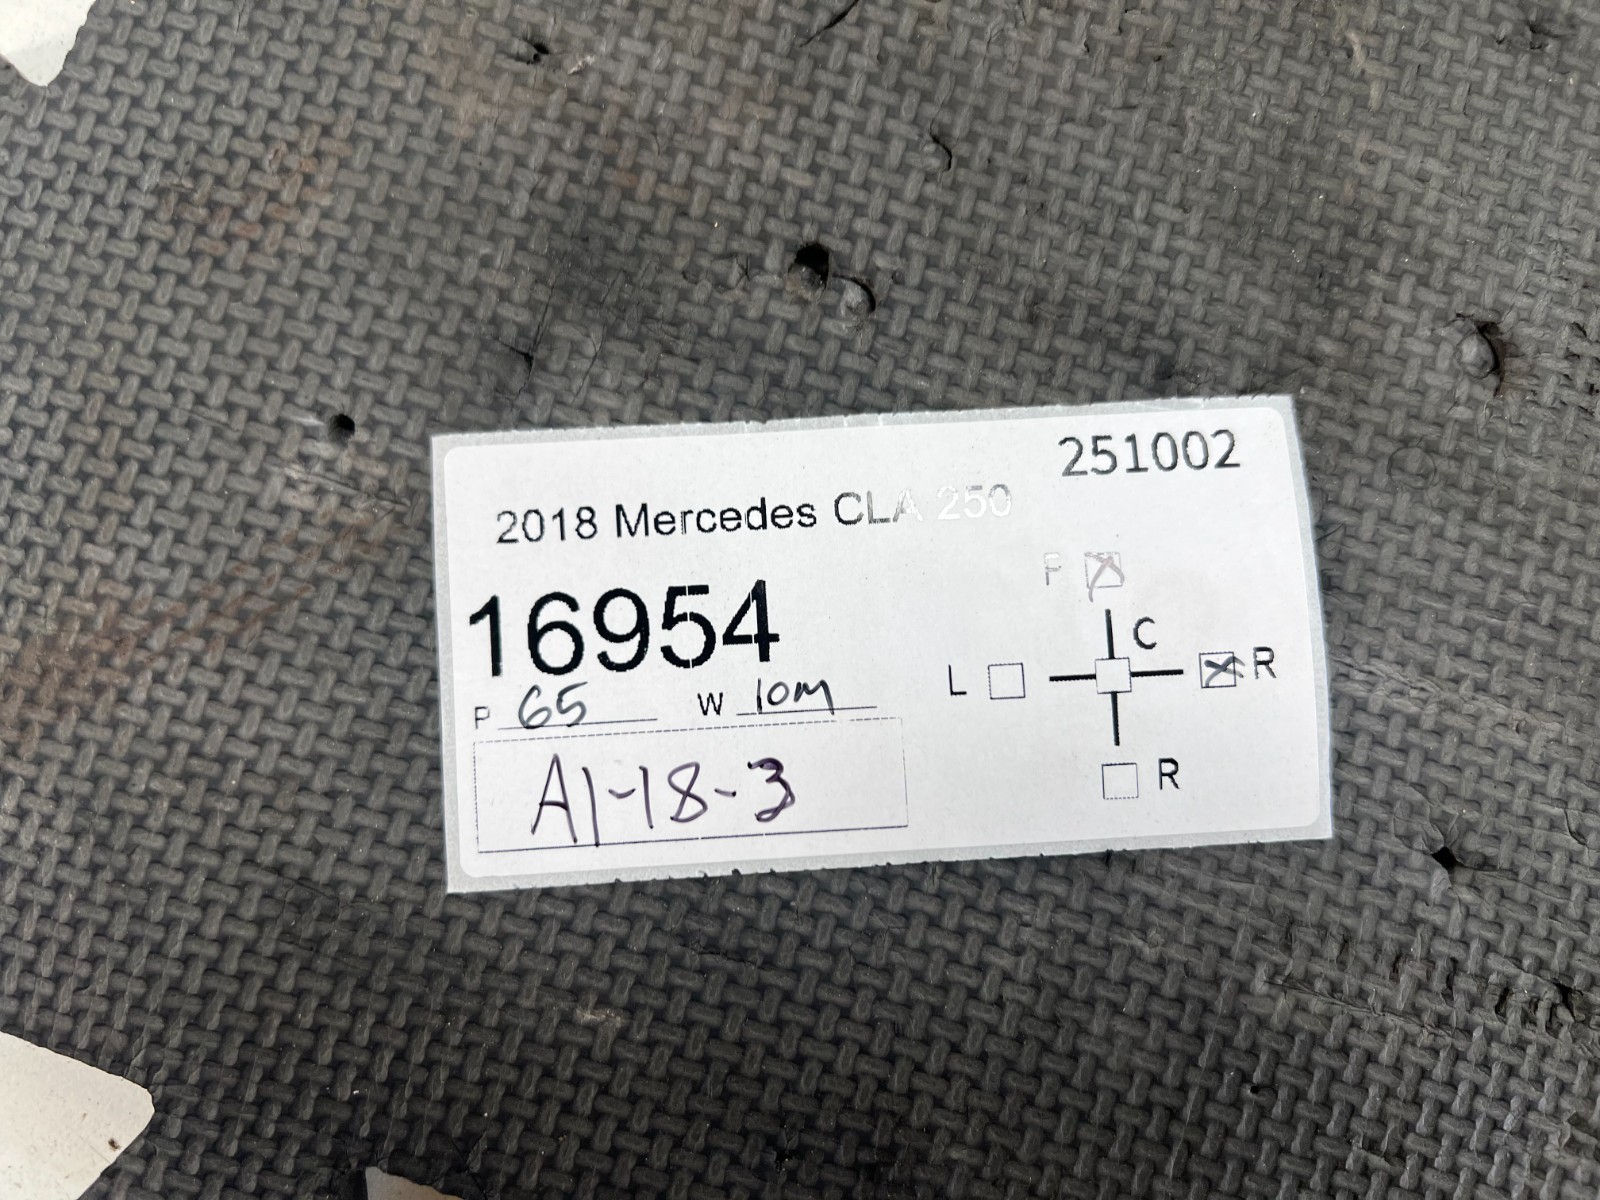 251002
2018 Mercedes CLA 250
16954
P 65 W 10M
A1-18-3
F
C
L R
R